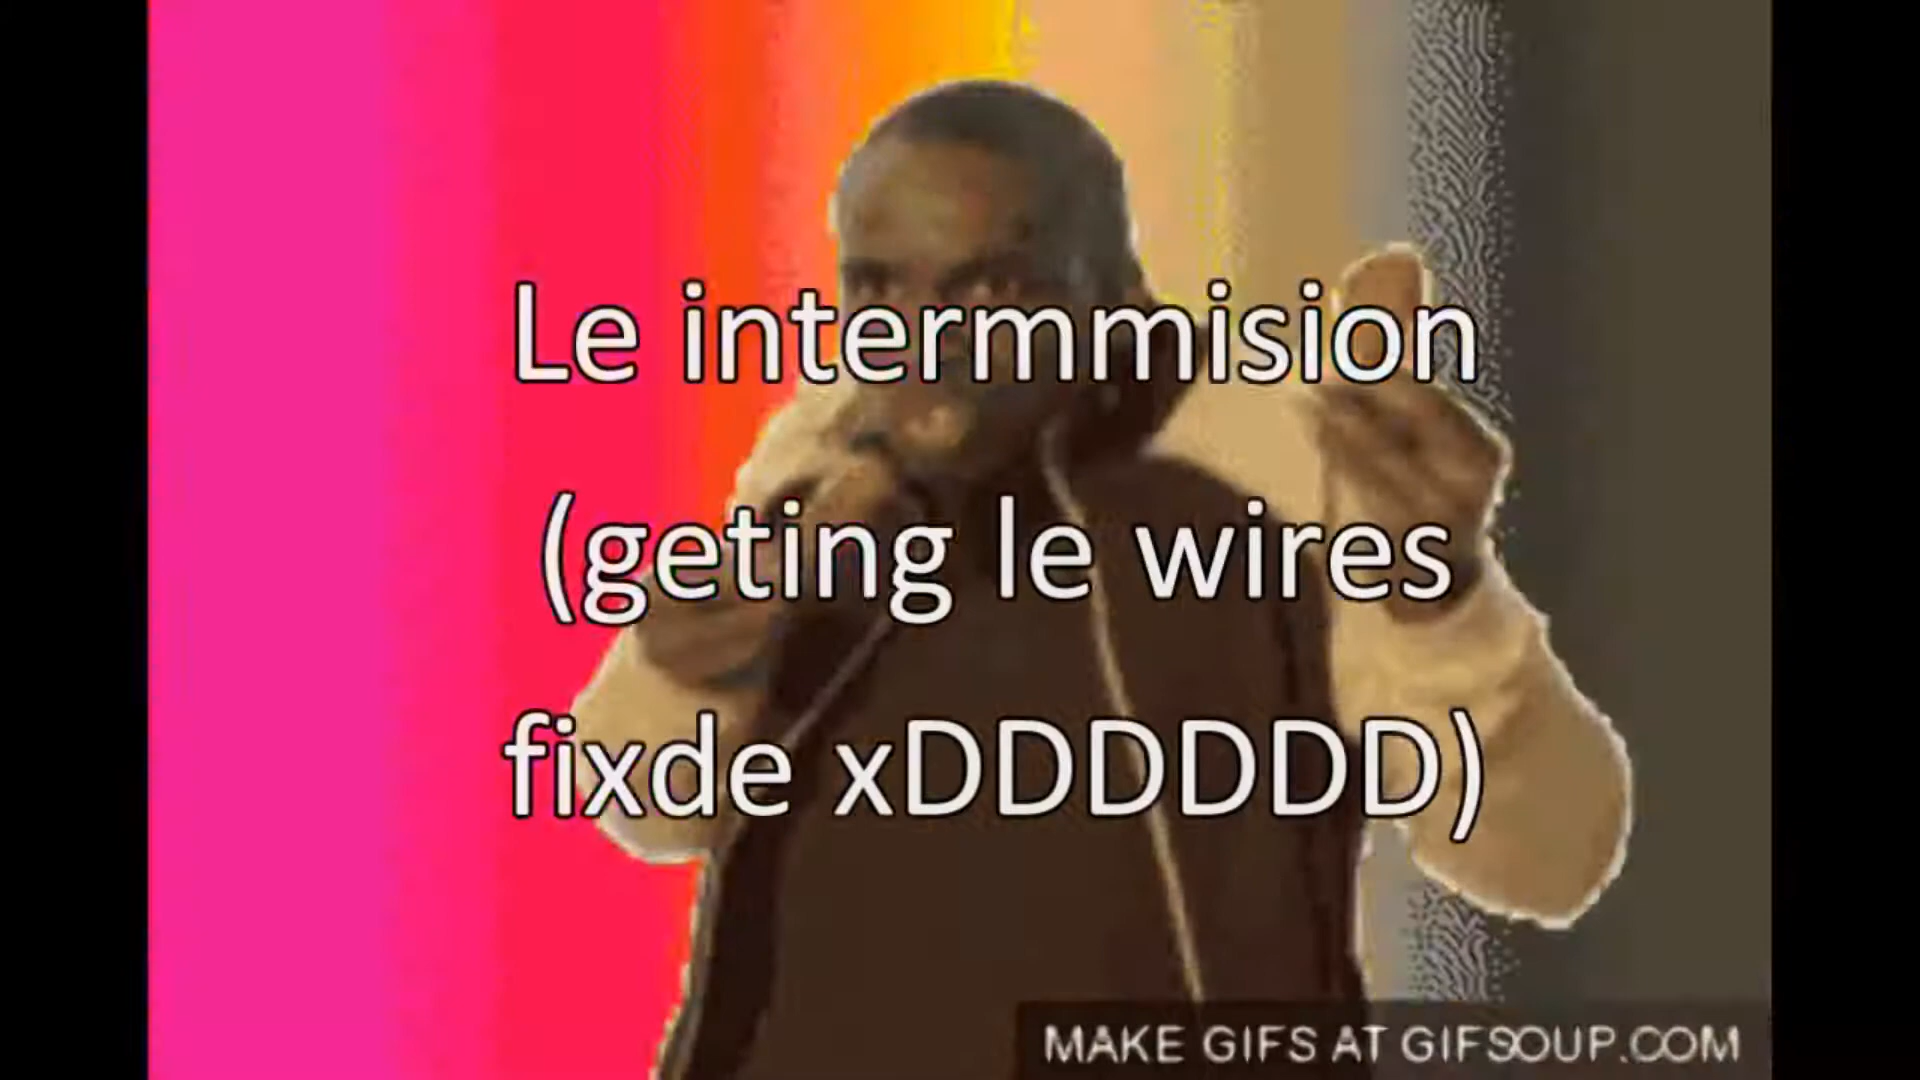 Le intermmision
(geting le wires
fixde xDDDDDD)
MAKE GIFS AT GIFSOUP.COM